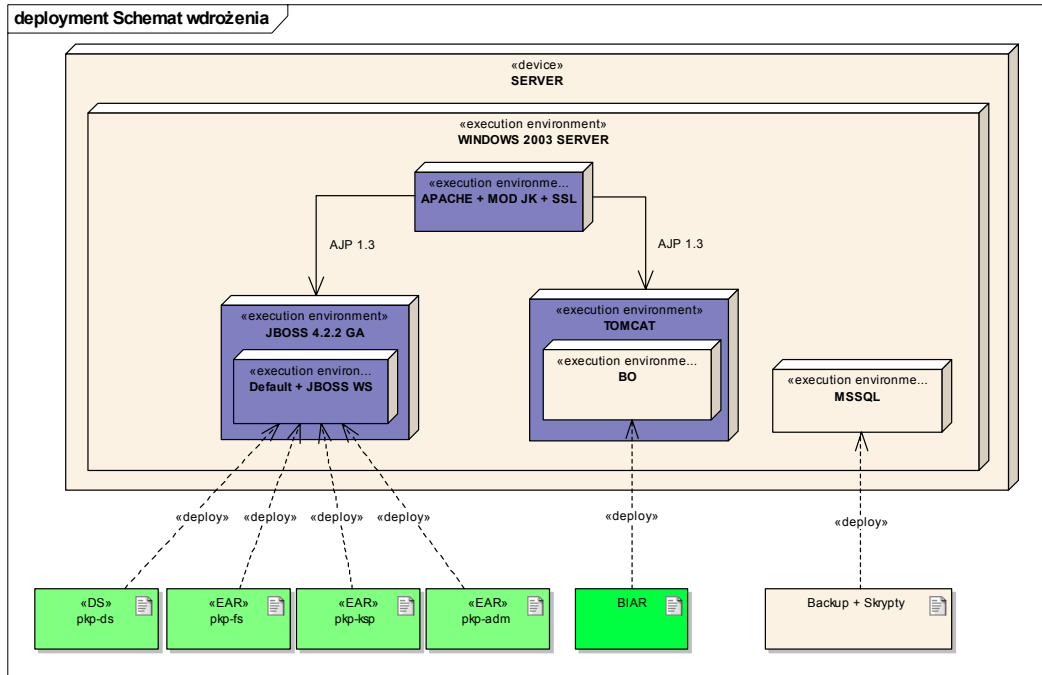 deployment Schemat wdrożenia
«device»
SERVER
«execution environment»
WINDOWS 2003 SERVER
«execution environme...
APACHE + MOD JK + SSL
AJP 1.3
AJP 1.3
«execution environment»
JBOSS 4.2.2 GA
«execution environ...
Default + JBOSS WS
«execution environment»
TOMCAT
«execution environme...
BO
«execution environme...
MSSQL
«deploy»
«deploy»
«deploy»
«deploy»
«deploy»
«deploy»
«DS»
pkp-ds
«EAR»
pkp-fs
«EAR»
pkp-ksp
«EAR»
pkp-adm
BIAR
Backup + Skrypty